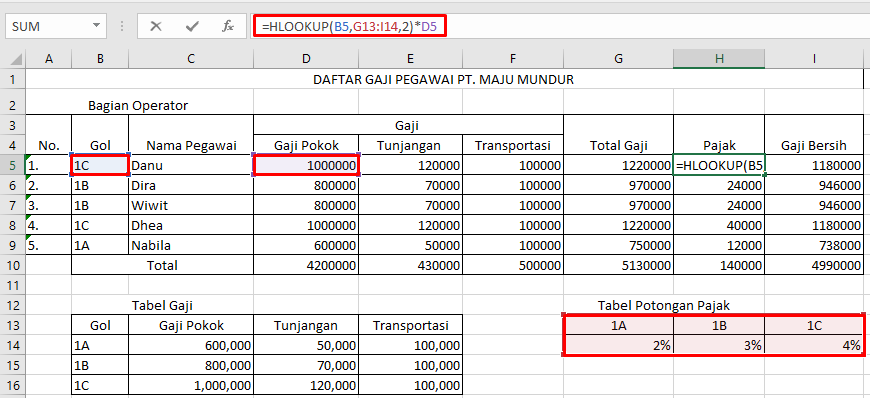 SUM =HLOOKUP(B5,G13:I14,2)*D5
A B C D E F G H I
1 DAFTAR GAJI PEGAWAI PT. MAJU MUNDUR
2 Bagian Operator
3 Gaji
4 No. Gol Nama Pegawai Gaji Pokok Tunjangan Transportasi Total Gaji Pajak Gaji Bersih
5 1. 1C Danu 1000000 120000 100000 1220000 =HLOOKUP(B5 1180000
6 2. 1B Dira 800000 70000 100000 970000 24000 946000
7 3. 1B Wiwit 800000 70000 100000 970000 24000 946000
8 4. 1C Dhea 1000000 120000 100000 1220000 40000 1180000
9 5. 1A Nabila 600000 50000 100000 750000 12000 738000
10 Total 4200000 430000 500000 5130000 140000 4990000
11
12 Tabel Gaji Tabel Potongan Pajak
13 Gol Gaji Pokok Tunjangan Transportasi 1A 1B 1C
14 1A 600,000 50,000 100,000 2% 3% 4%
15 1B 800,000 70,000 100,000
16 1C 1,000,000 120,000 100,000